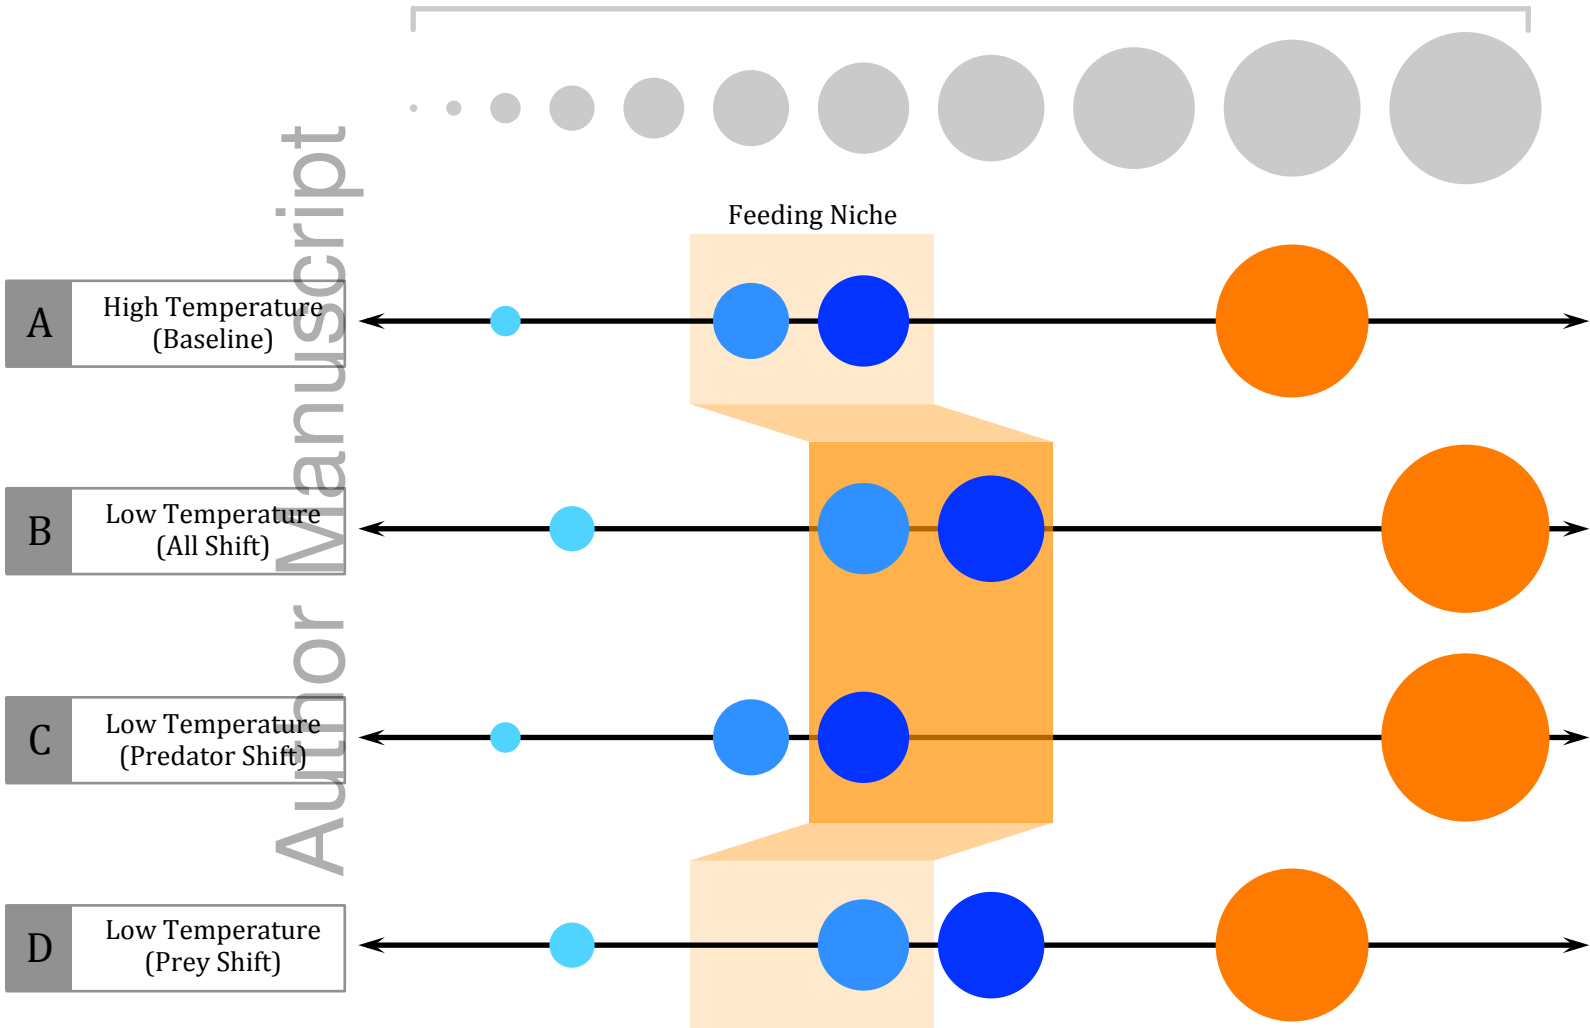 Feeding Niche
A
High Temperature
(Baseline)
B
Low Temperature
(All Shift)
C
Low Temperature
(Predator Shift)
D
Low Temperature
(Prey Shift)
Author Manuscript